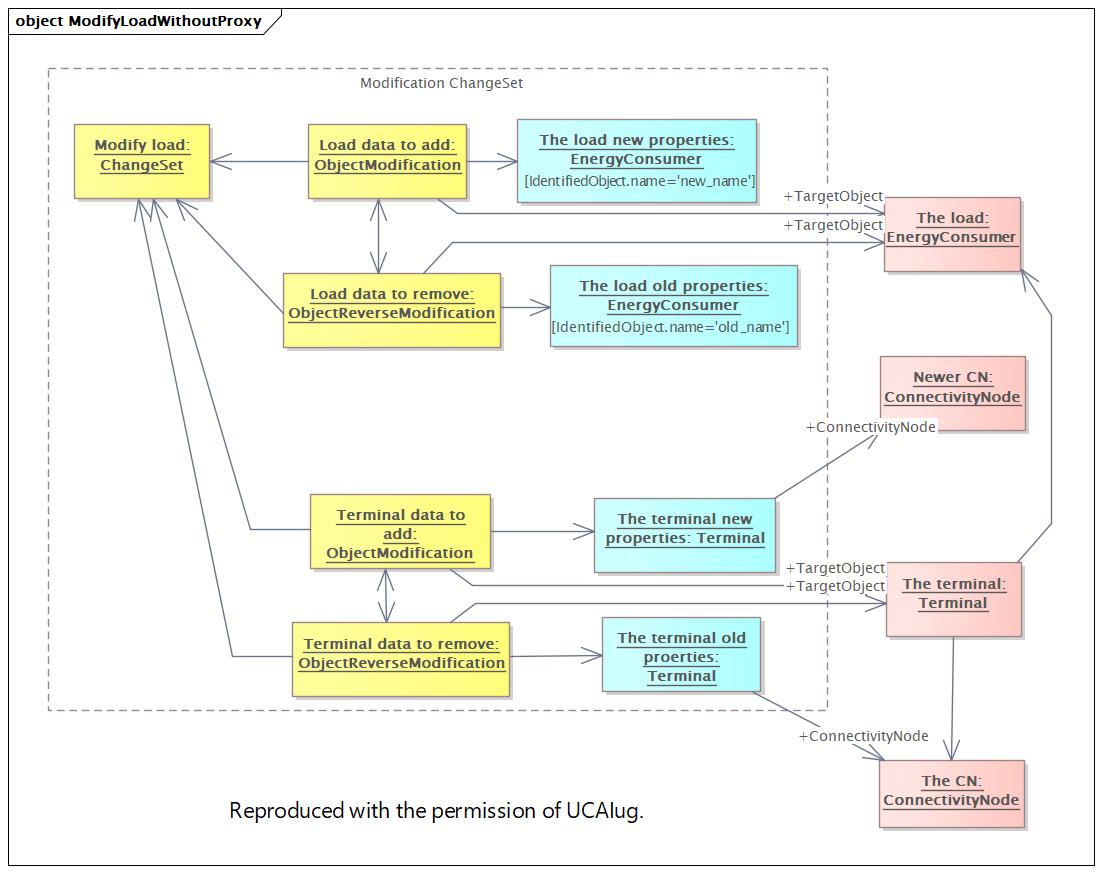 object ModifyLoadWithoutProxy
Modification ChangeSet
Modify load:
ChangeSet
Load data to add:
ObjectModification
The load new properties:
EnergyConsumer
[IdentifiedObject.name='new_name']
+TargetObject
+TargetObject
The load:
EnergyConsumer
Load data to remove:
ObjectReverseModification
The load old properties:
EnergyConsumer
[IdentifiedObject.name='old_name']
Newer CN:
ConnectivityNode
+ConnectivityNode
Terminal data to
add:
ObjectModification
The terminal new
properties: Terminal
+TargetObject
+TargetObject
The terminal:
Terminal
Terminal data to remove:
ObjectReverseModification
The terminal old
proerties:
Terminal
+ConnectivityNode
The CN:
ConnectivityNode
Reproduced with the permission of UCAIug.